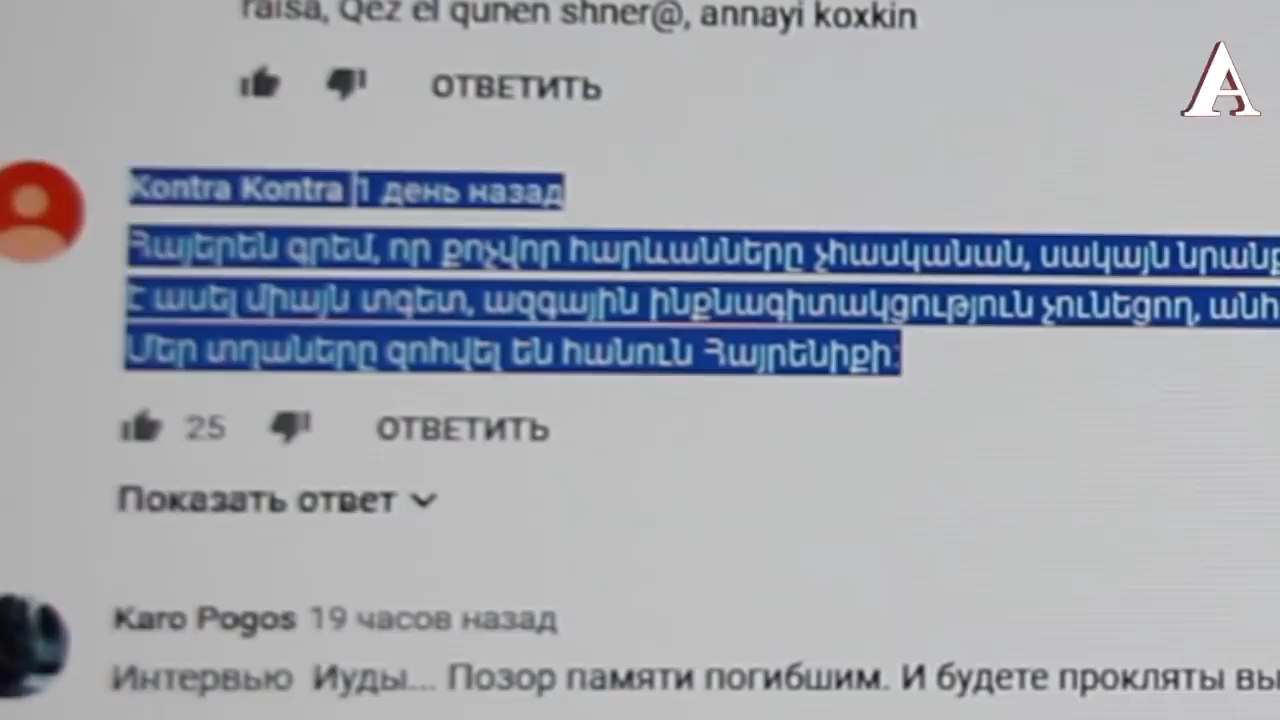 raisa, Qez el qunen shner@, annayi koxkin
ОТВЕТИТЬ
A
Kontra Kontra 1 день назад
Հայերեն գրեմ, որ քոչվոր հարևանները չհասկանան, սակայն նրանք
է ասել միայն տգետ, ազգային ինքնագիտակցություն չունեցող, անհ
Մեր տղաները զոհվել են հանուն Հայրենիքի:
25 ОТВЕТИТЬ
Показать ответ
Karo Pogos 19 часов назад
Интервью Иуды... Позор памяти погибшим. И будете прокляты вы